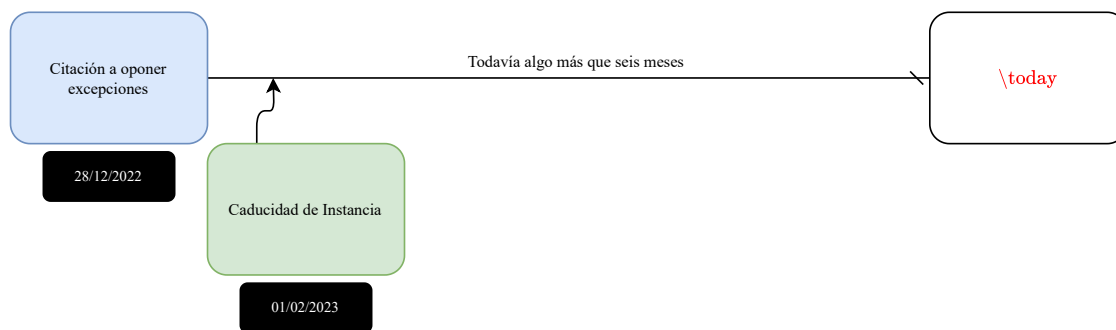 Citación a oponer
excepciones
Todavía algo más que seis meses
\today
28/12/2022
Caducidad de Instancia
01/02/2023